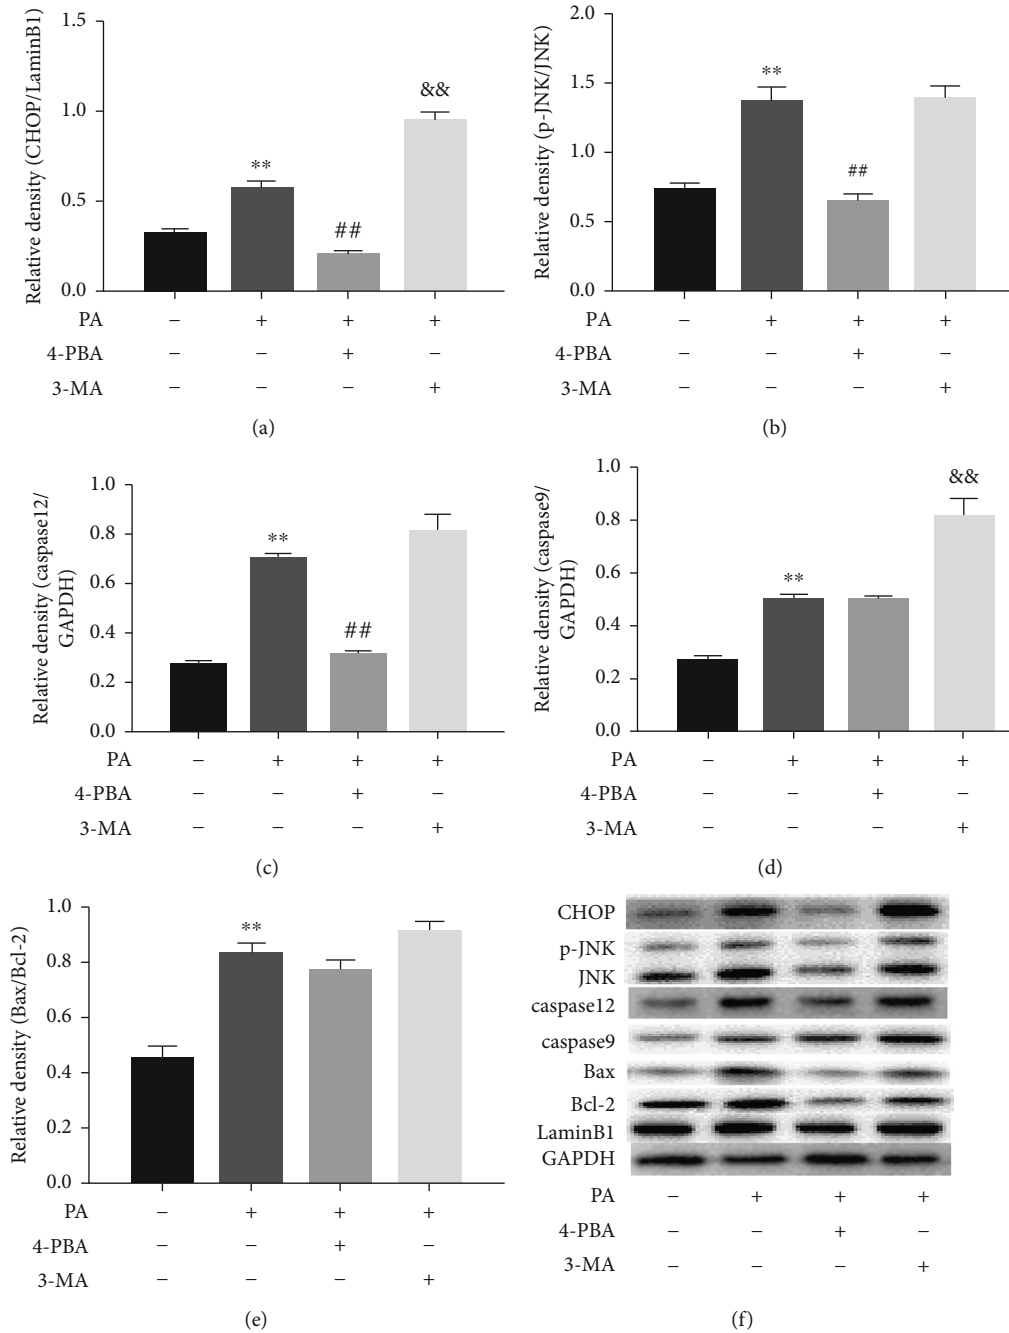 Relative density (CHOP/LaminB1)
1.5
1.0
0.5
0.0
**
##
&&
PA − + + +
4-PBA − − + −
3-MA − − − +
(a)
Relative density (p-JNK/JNK)
2.0
1.5
1.0
0.5
0.0
**
##
PA − + + +
4-PBA − − + −
3-MA − − − +
(b)
Relative density (caspase12/
GAPDH)
1.0
0.8
0.6
0.4
0.2
0.0
**
##
PA − + + +
4-PBA − − + −
3-MA − − − +
(c)
Relative density (caspase9/
GAPDH)
1.0
0.8
0.6
0.4
0.2
0.0
**
&&
PA − + + +
4-PBA − − + −
3-MA − − − +
(d)
Relative density (Bax/Bcl-2)
1.0
0.8
0.6
0.4
0.2
0.0
**
PA − + + +
4-PBA − − + −
3-MA − − − +
(e)
CHOP
p-JNK
JNK
caspase12
caspase9
Bax
Bcl-2
LaminB1
GAPDH
PA − + + +
4-PBA − − + −
3-MA − − − +
(f)